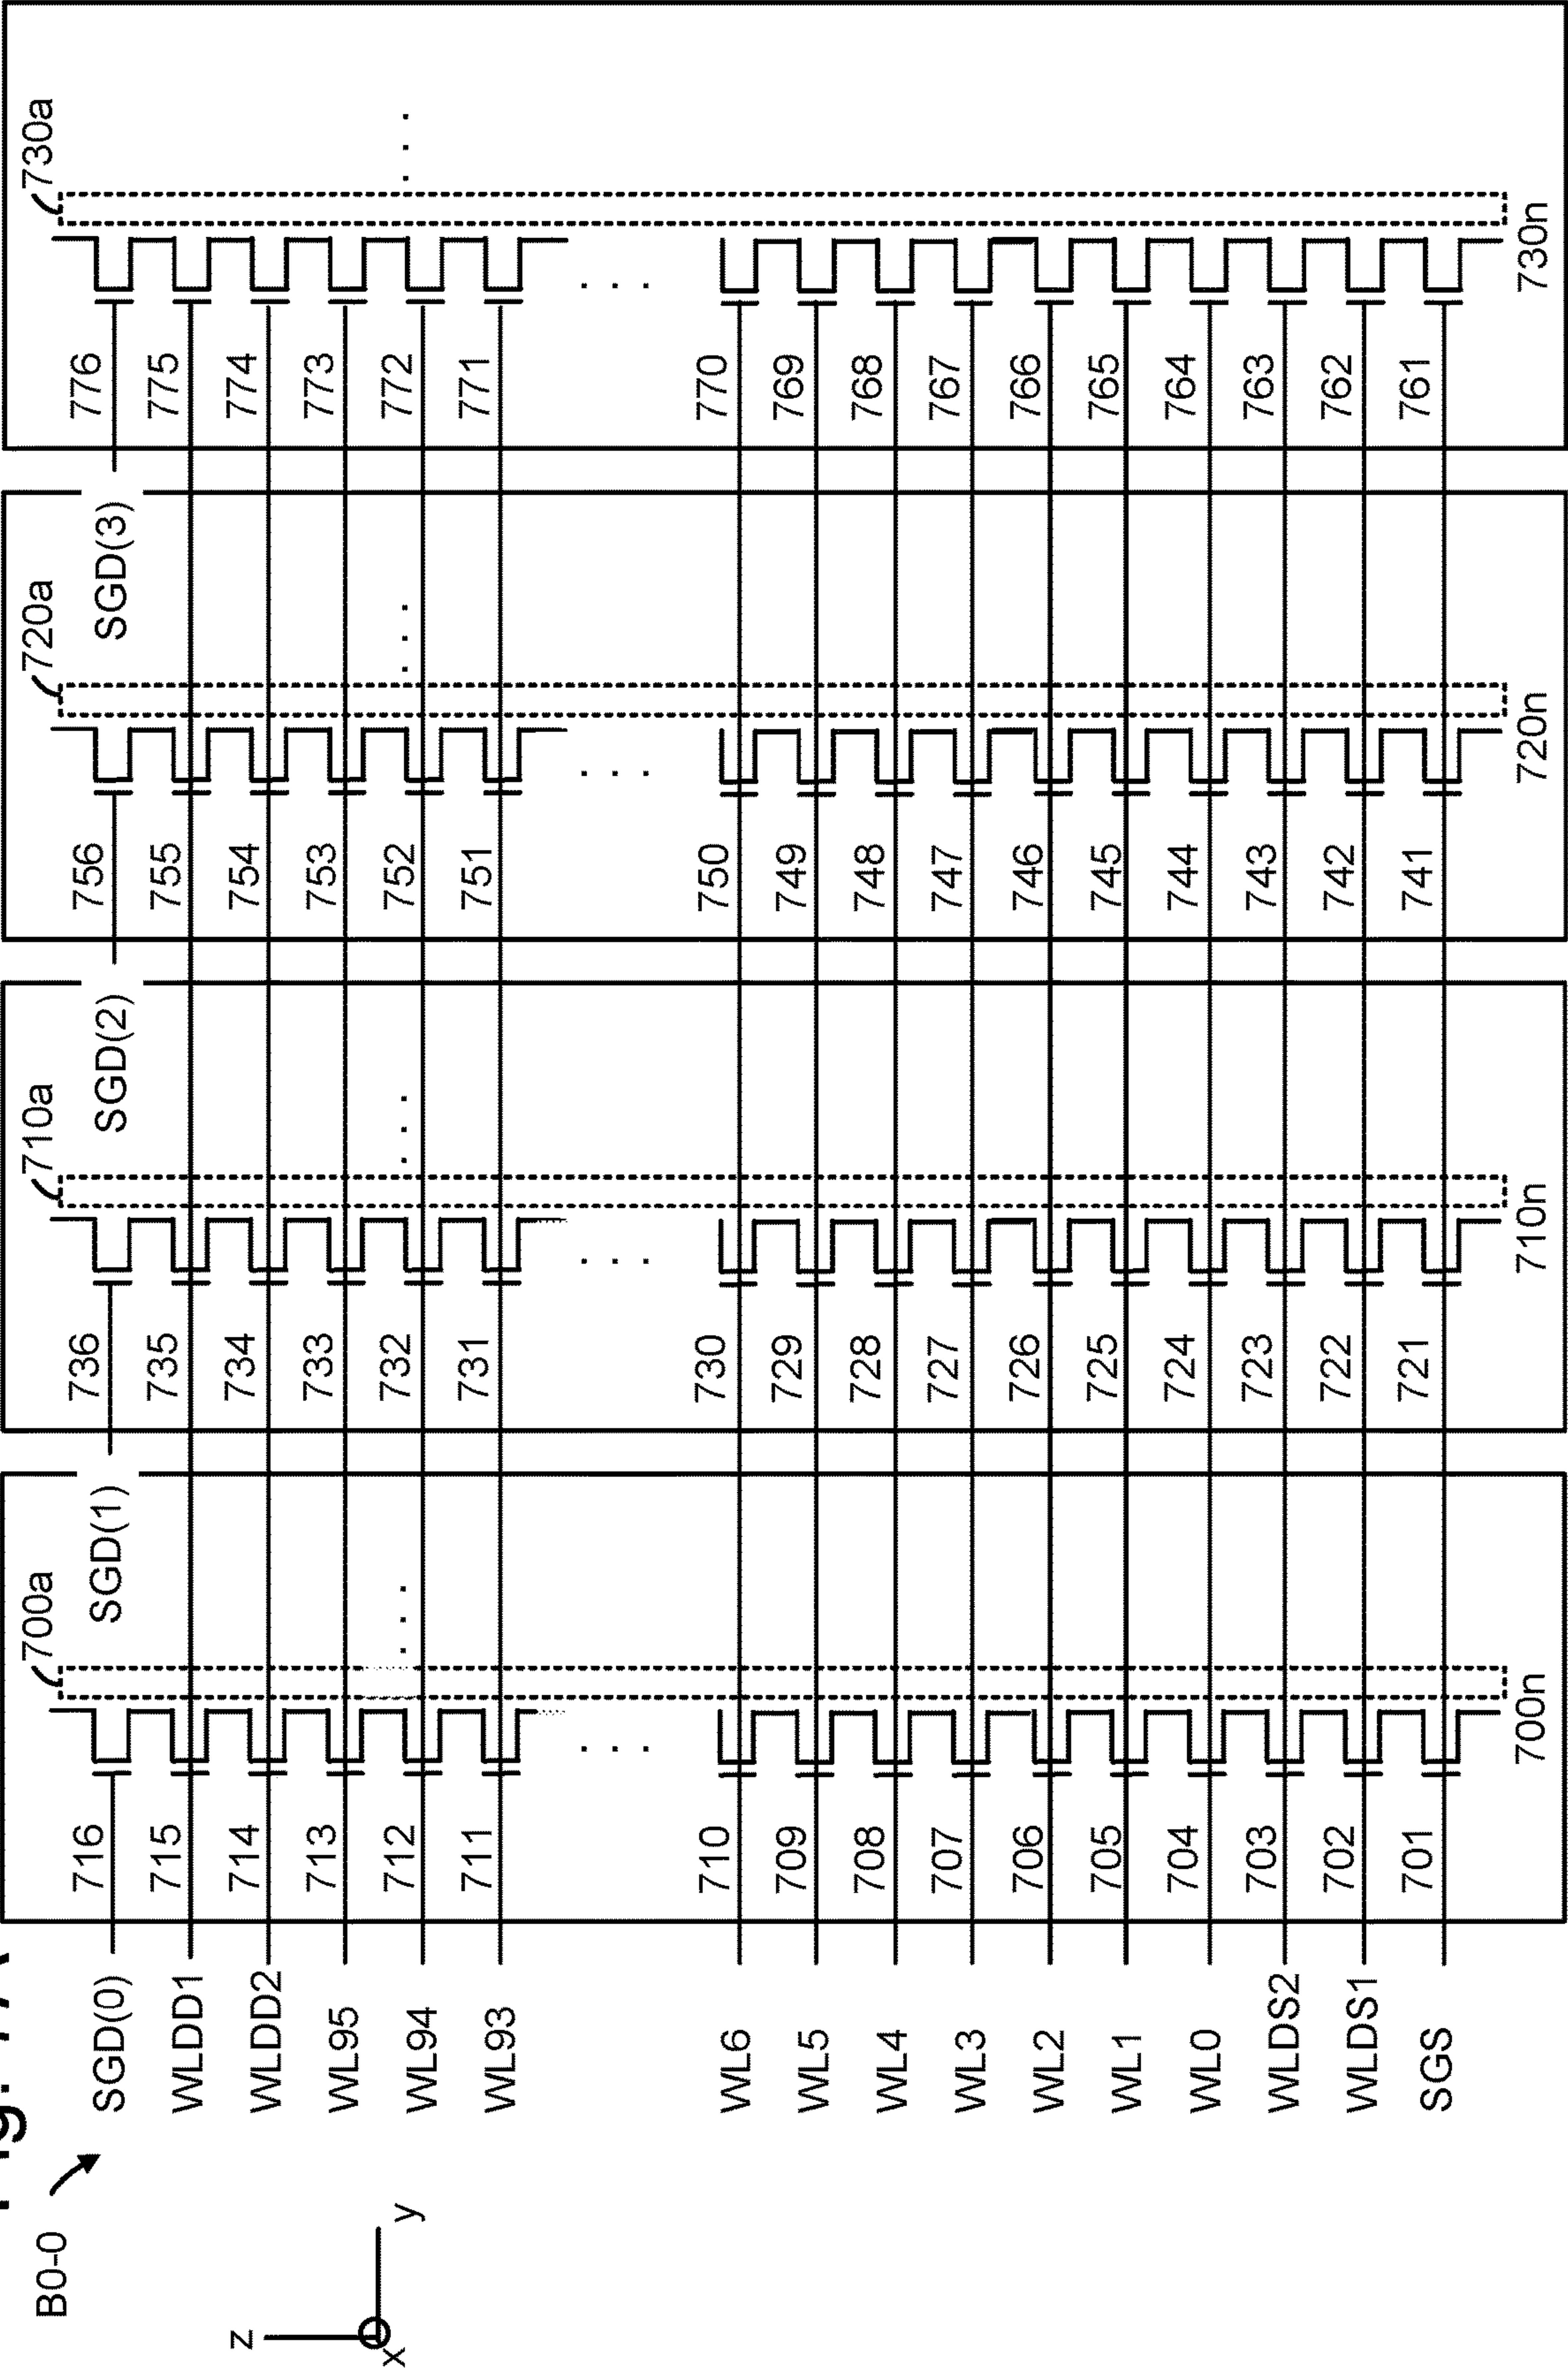 B0-0
700a 710a 720a 730a
SGD(0) 716 SGD(1) 736 SGD(2) 756 SGD(3) 776
WLDD1 715 735 755 775
z
WLDD2 714 734 754 774
WL95 713 733 753 773
x y
WL94 712 732 752 772
WL93 711 731 751 771
WL6 710 730 750 770
WL5 709 729 749 769
WL4 708 728 748 768
WL3 707 727 747 767
WL2 706 726 746 766
WL1 705 725 745 765
WL0 704 724 744 764
WLDS2 703 723 743 763
WLDS1 702 722 742 762
SGS 701 721 741 761
700n 710n 720n 730n